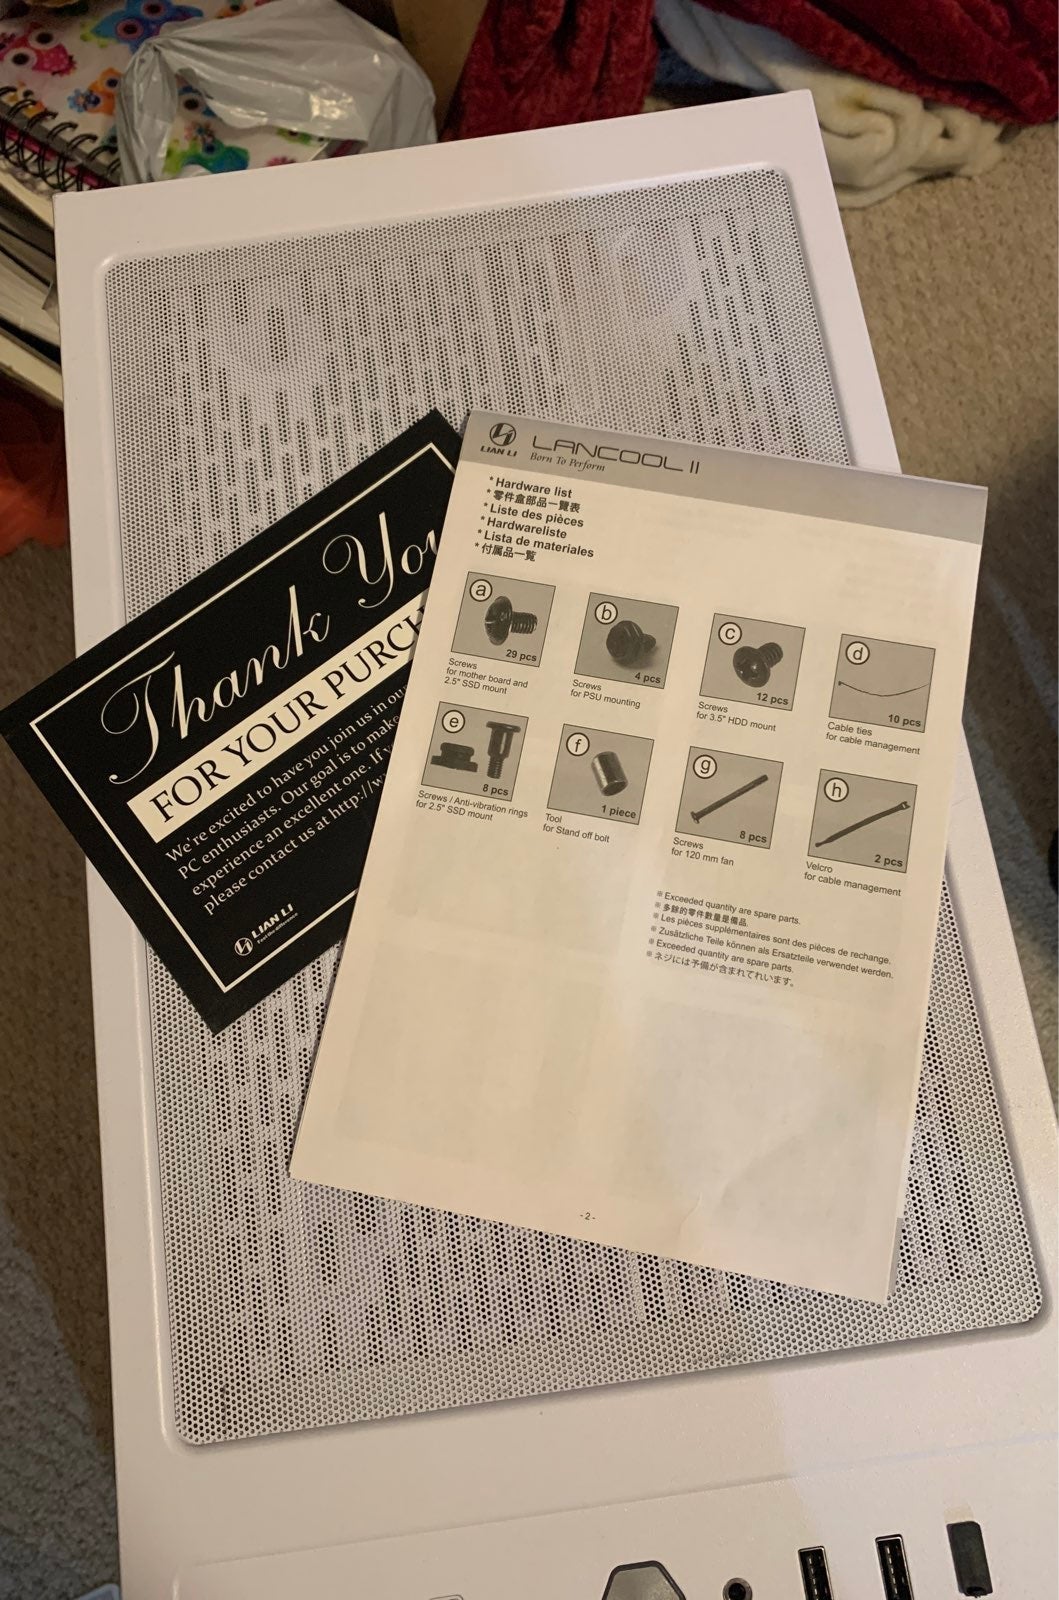 Thank You
FOR YOUR PURCH
We're excited to have you join us in our
PC enthusiasts. Our goal is to make
experience an excellent one. If
please contact us at http://w
LIAN LI
Feel the difference
LIAN LI
LANCOOL II
Born To Perform
* Hardware list
* 零件盒部品一覽表
* Liste des pièces
* Hardwareliste
* Lista de materiales
* 付属品一覧
a
29 pcs
Screws
for mother board and
2.5" SSD mount
b
4 pcs
Screws
for PSU mounting
c
12 pcs
Screws
for 3.5" HDD mount
d
10 pcs
Cable ties
for cable management
e
8 pcs
Screws / Anti-vibration rings
for 2.5" SSD mount
f
1 piece
Tool
for Stand off bolt
g
8 pcs
Screws
for 120 mm fan
h
2 pcs
Velcro
for cable management
※ Exceeded quantity are spare parts.
※ 多餘的零件數量是備品.
※ Les pièces supplémentaires sont des pièces de rechange.
※ Zusätzliche Teile können als Ersatzteile verwendet werden.
※ Exceeded quantity are spare parts.
※ ネジには予備が含まれてれいます。
-2-